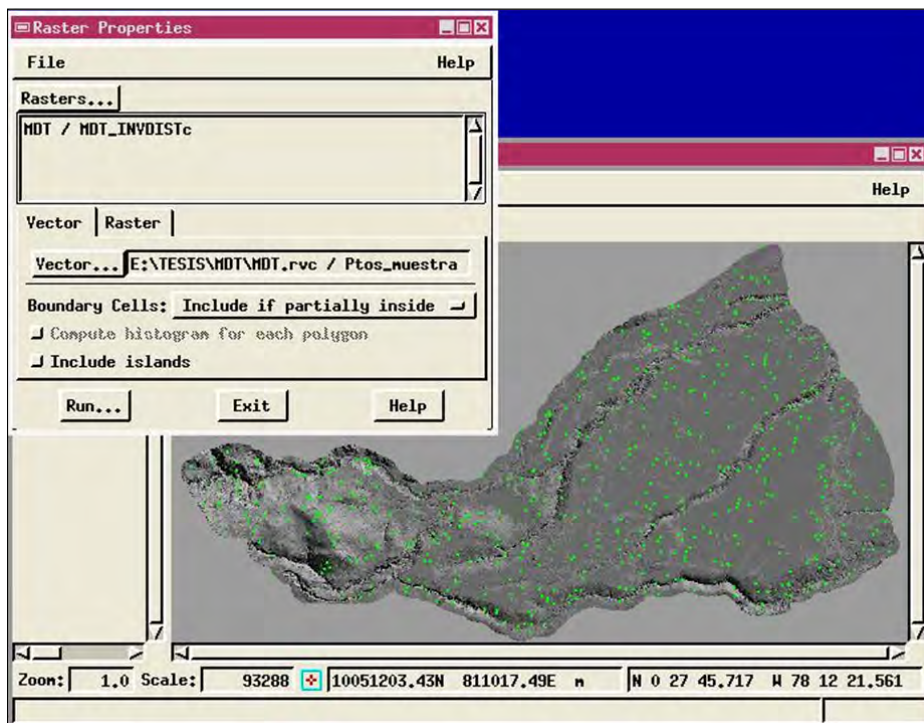 Raster Properties
File Help
Rasters...
MDT / MDT_INVDISTc
Help
Vector Raster
Vector... E:\TESIS\MDT\MDT.rvc / Ptos_muestra
Boundary Cells: Include if partially inside
Compute histogram for each polygon
Include islands
Run... Exit Help
Zoom: 1.0 Scale: 93288 10051203.43N 811017.49E m N 0 27 45.717 W 78 12 21.561